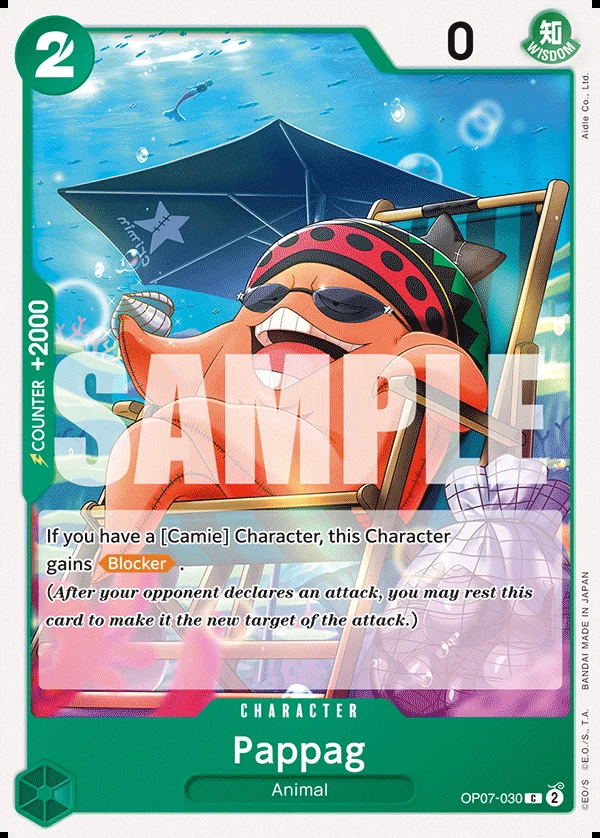 2
0
知
WISDOM
Aidle Co., Ltd.
criminal
COUNTER +2000
SAMPLE
If you have a [Camie] Character, this Character
gains Blocker .
(After your opponent declares an attack, you may rest this
card to make it the new target of the attack.)
CHARACTER
Pappag
Animal
OP07-030 C 2
©E.O/S ©E.O./S., T.A. BANDAI MADE IN JAPAN